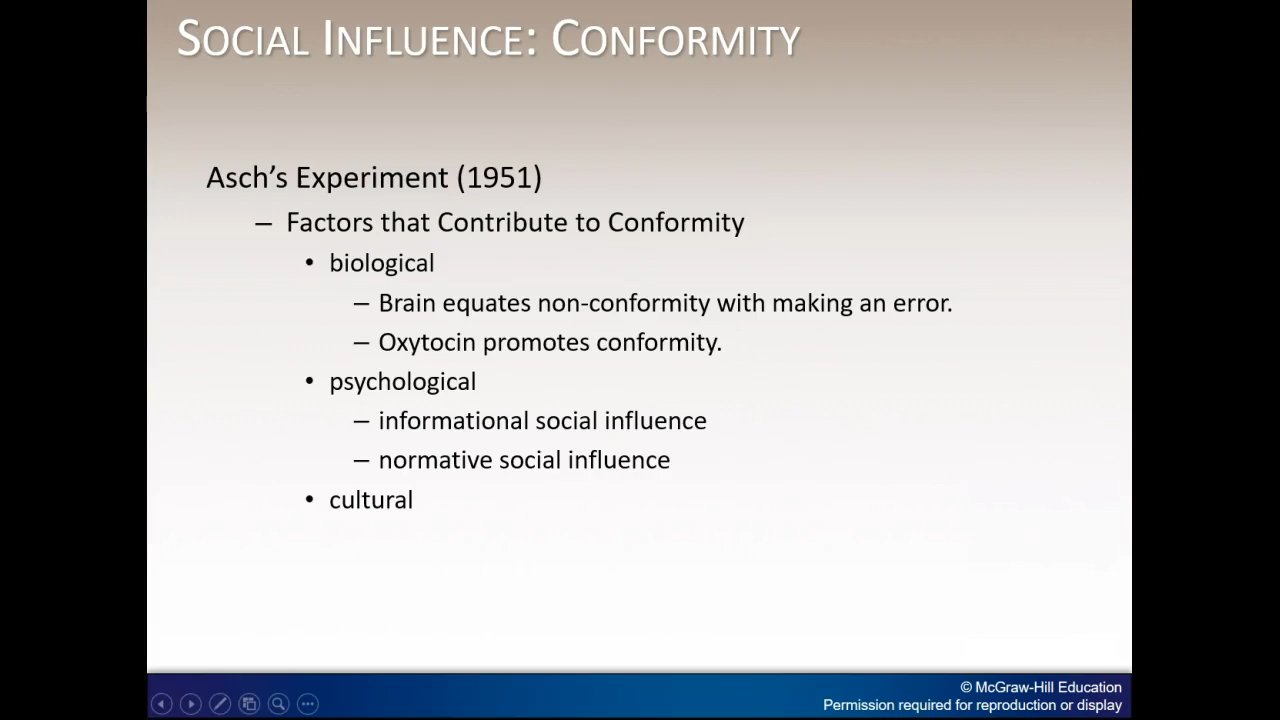 SOCIAL INFLUENCE: CONFORMITY
Asch’s Experiment (1951)
– Factors that Contribute to Conformity
• biological
– Brain equates non-conformity with making an error.
– Oxytocin promotes conformity.
• psychological
– informational social influence
– normative social influence
• cultural
© McGraw-Hill Education
Permission required for reproduction or display